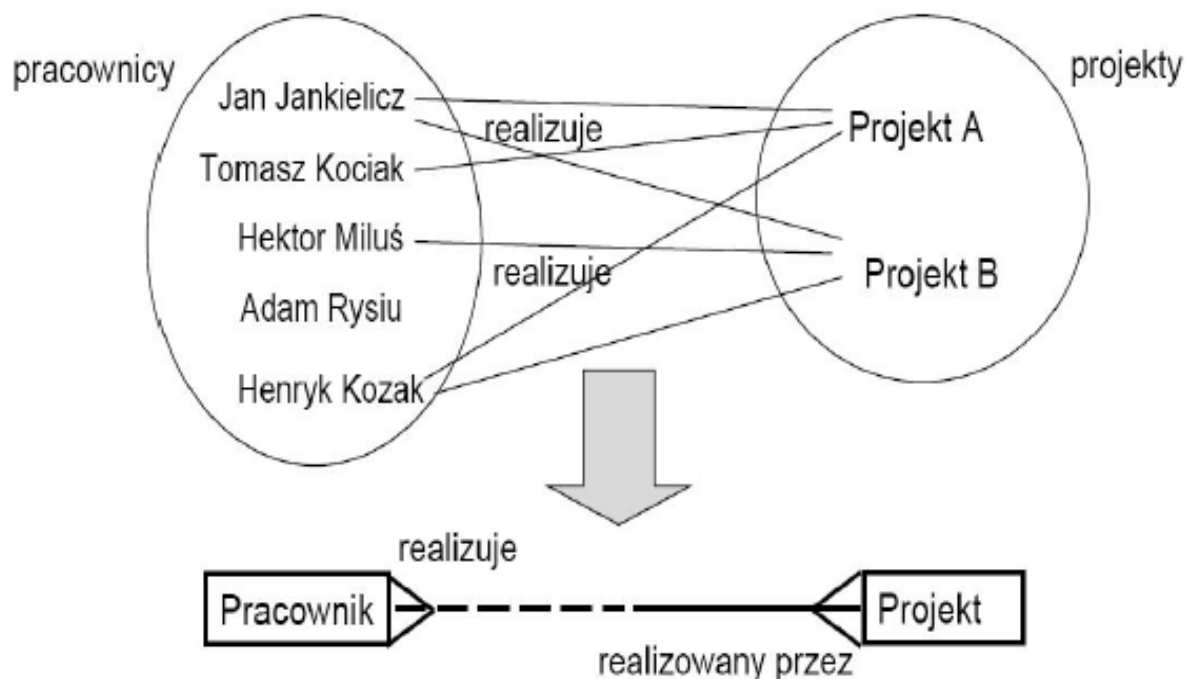 pracownicy
projekty
Jan Jankielicz
realizuje
Projekt A
Tomasz Kociak
Hektor Miluś
realizuje
Projekt B
Adam Rysiu
Henryk Kozak
realizuje
Pracownik
Projekt
realizowany przez